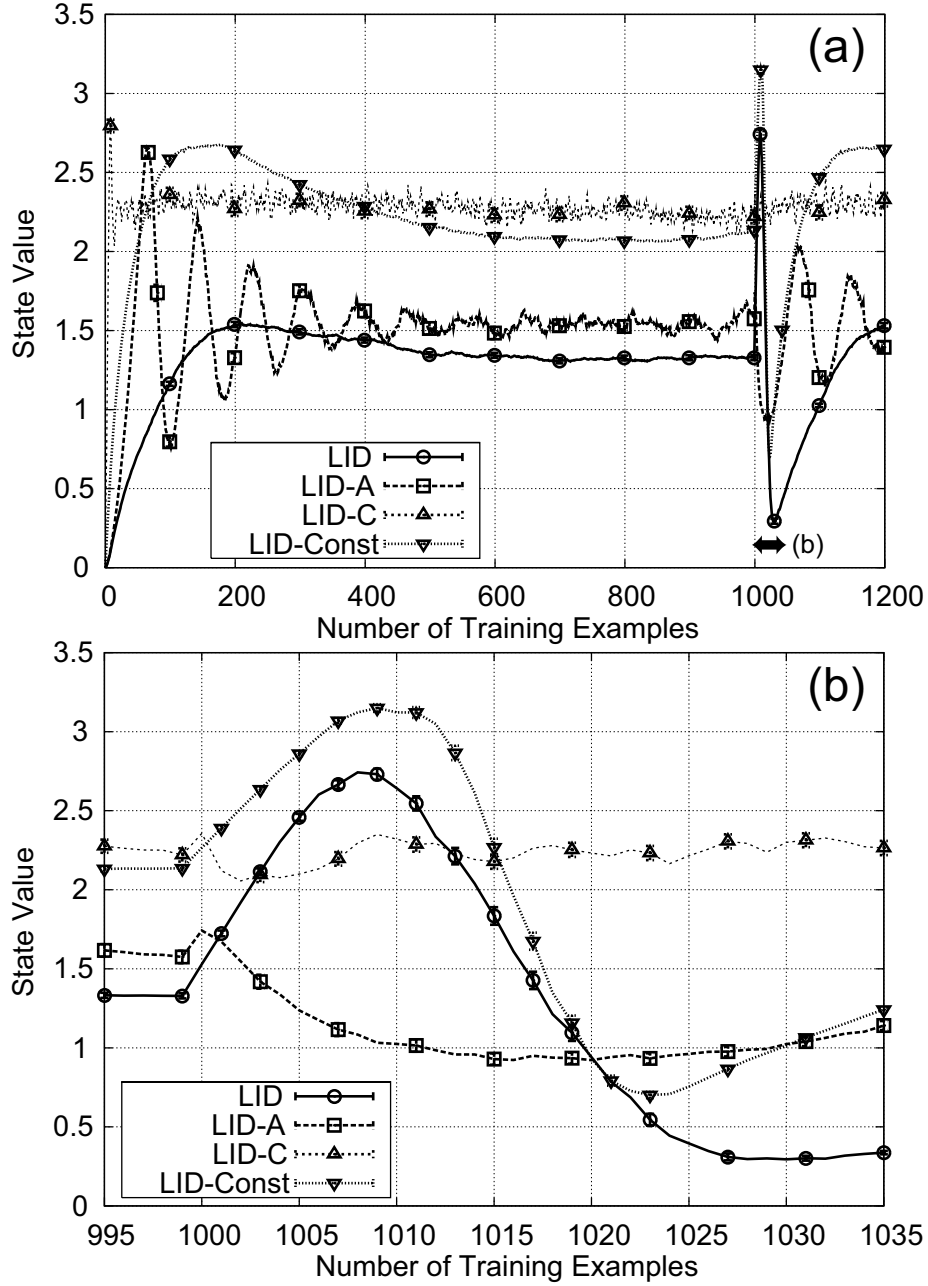 (a)
3.5
3
2.5
2
1.5
1
0.5
0
State Value
LID
LID-A
LID-C
LID-Const
(b)
0 200 400 600 800 1000 1200
Number of Training Examples
(b)
3.5
3
2.5
2
1.5
1
0.5
0
State Value
LID
LID-A
LID-C
LID-Const
995 1000 1005 1010 1015 1020 1025 1030 1035
Number of Training Examples